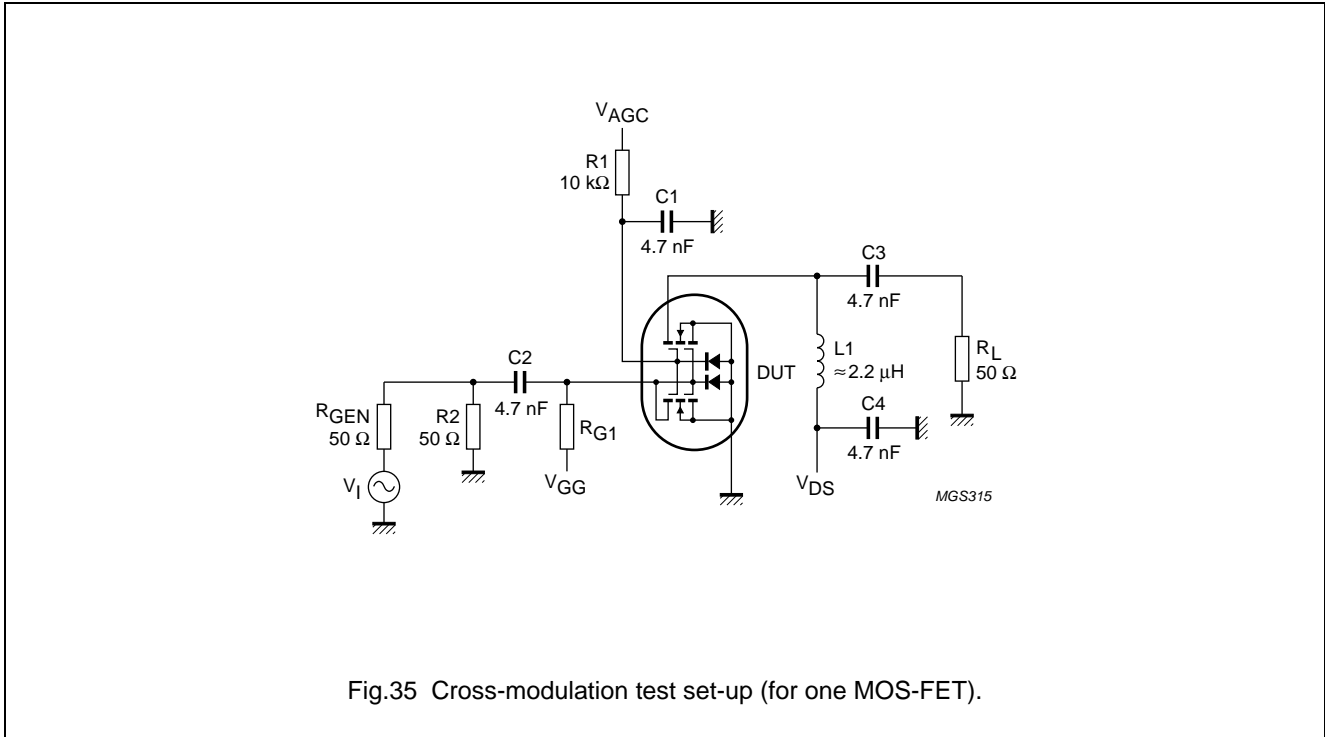 VAGC
R1
10 kΩ
C1
4.7 nF
C3
4.7 nF
C2
4.7 nF
DUT
L1
≈2.2 μH
RL
50 Ω
RGEN
50 Ω
R2
50 Ω
RG1
C4
4.7 nF
VI
VGG
VDS
MGS315
Fig.35 Cross-modulation test set-up (for one MOS-FET).